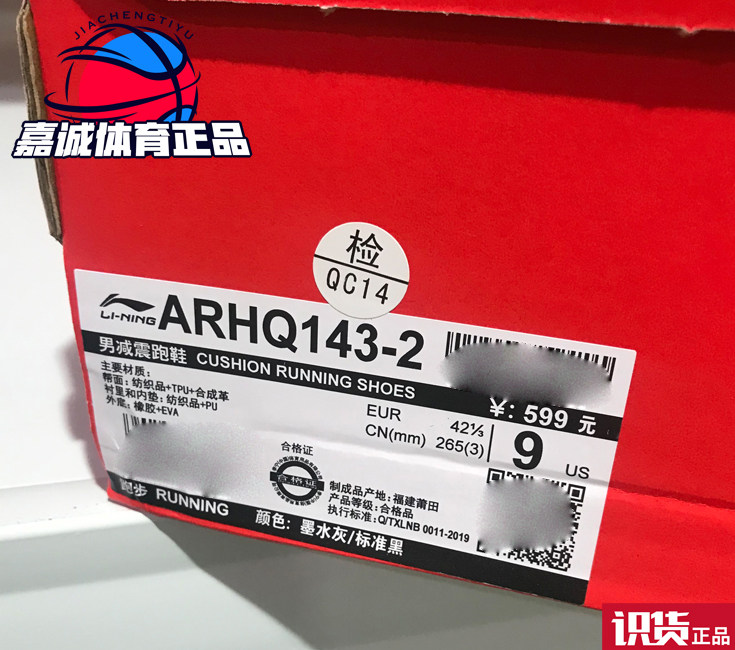 JIACHENGTIYU
嘉诚体育正品
检
QC14
LI-NING
ARHQ143-2
男减震跑鞋 CUSHION RUNNING SHOES
¥: 599 元
主要材质:
帮面: 纺织品+TPU+合成革
衬里和内垫: 纺织品+PU
外底: 橡胶+EVA
EUR 42⅓
CN(mm) 265(3)
9 US
合格证
合格证
制成品产地: 福建莆田
产品等级: 合格品
执行标准: Q/TXLNB 0011-2019
跑步 RUNNING
颜色: 墨水灰/标准黑
识货正品